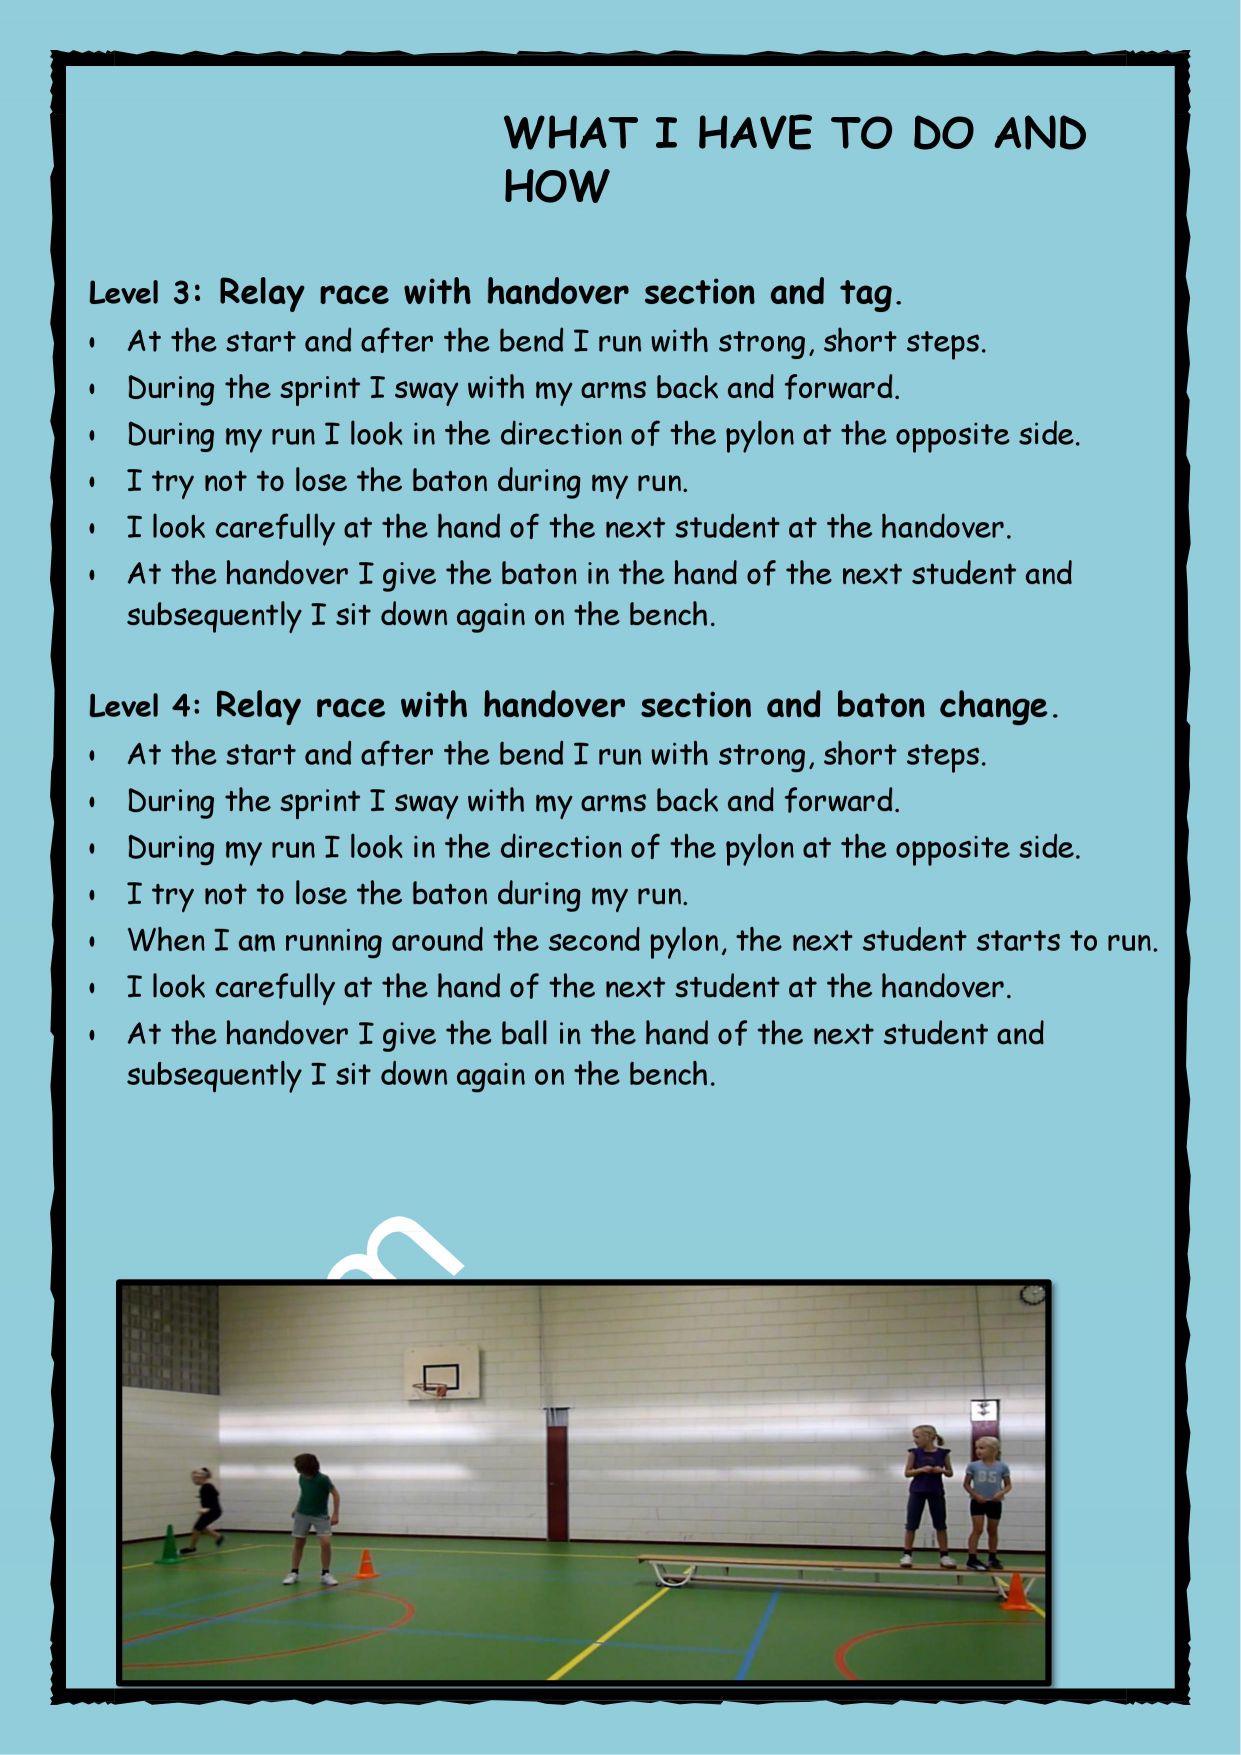 WHAT I HAVE TO DO AND
HOW
Level 3: Relay race with handover section and tag.
• At the start and after the bend I run with strong, short steps.
• During the sprint I sway with my arms back and forward.
• During my run I look in the direction of the pylon at the opposite side.
• I try not to lose the baton during my run.
• I look carefully at the hand of the next student at the handover.
• At the handover I give the baton in the hand of the next student and
subsequently I sit down again on the bench.
Level 4: Relay race with handover section and baton change.
• At the start and after the bend I run with strong, short steps.
• During the sprint I sway with my arms back and forward.
• During my run I look in the direction of the pylon at the opposite side.
• I try not to lose the baton during my run.
• When I am running around the second pylon, the next student starts to run.
• I look carefully at the hand of the next student at the handover.
• At the handover I give the ball in the hand of the next student and
subsequently I sit down again on the bench.
m
BS